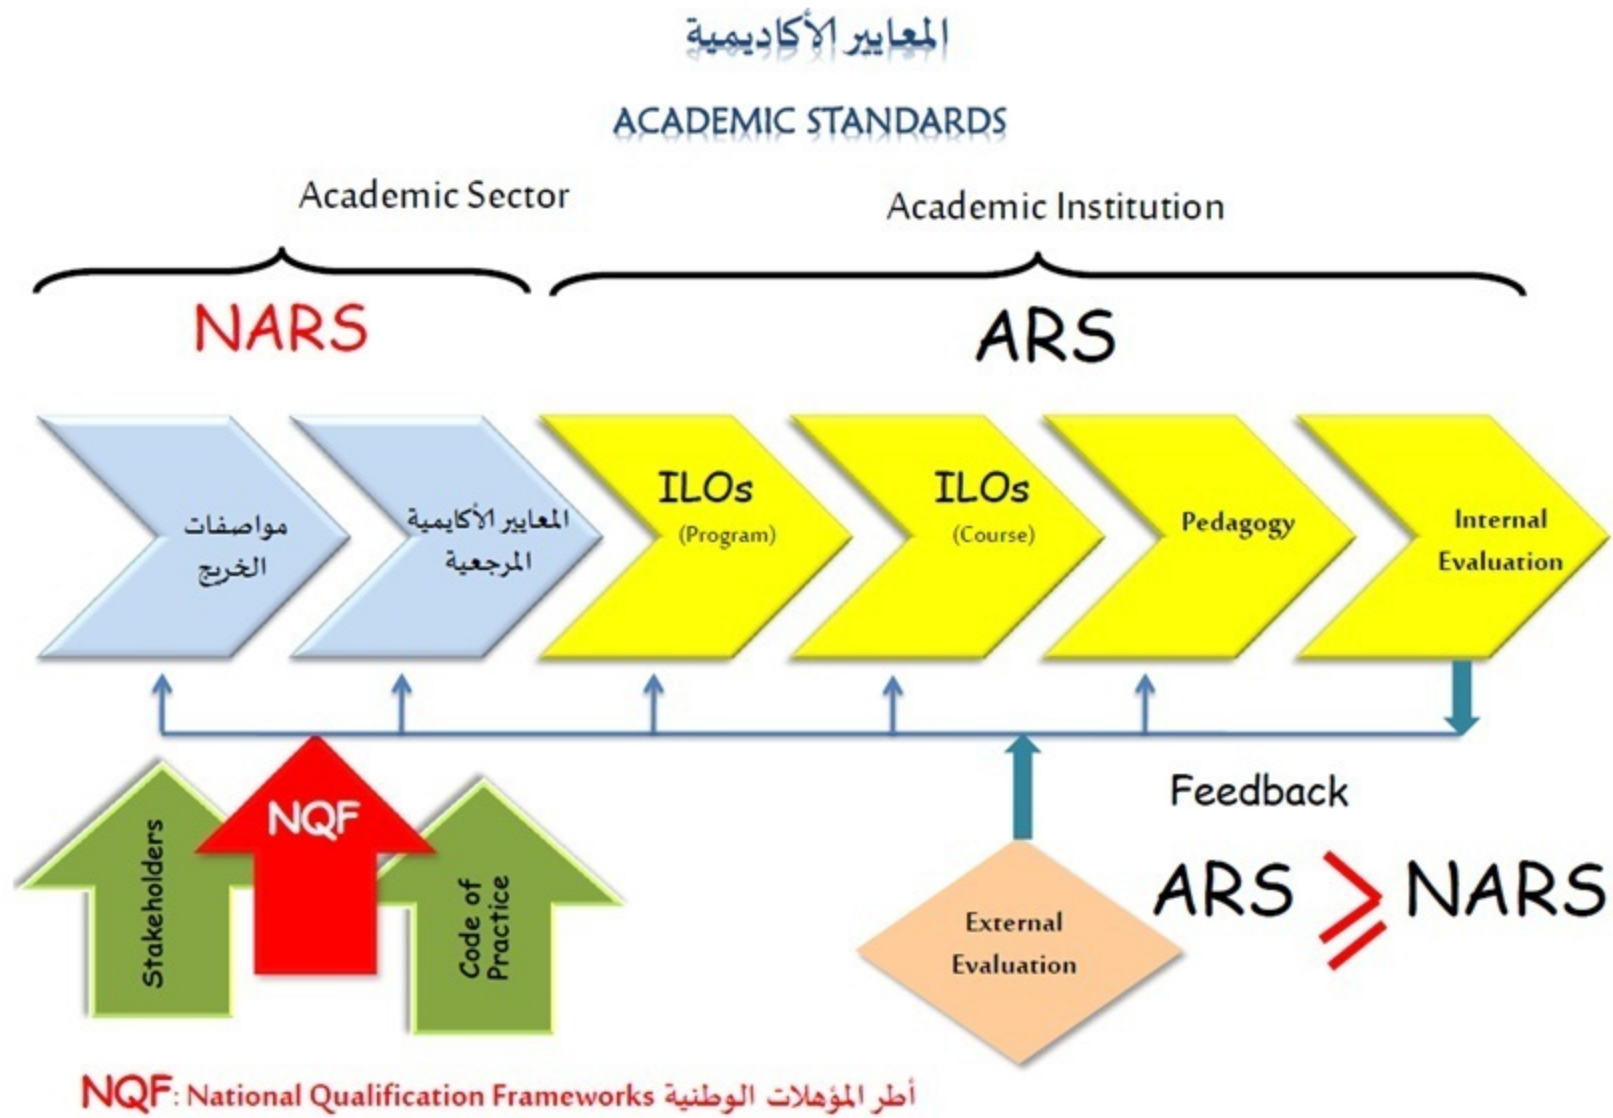 المعايير الأكاديمية
ACADEMIC STANDARDS
Academic Sector
Academic Institution
NARS
ARS
مواصفات
الخريج
المعايير الأكايمية
المرجعية
ILOs
(Program)
ILOs
(Course)
Pedagogy
Internal
Evaluation
Stakeholders
NQF
Code of
Practice
External
Evaluation
Feedback
ARS ≥ NARS
NQF: National Qualification Frameworks أطر المؤهلات الوطنية